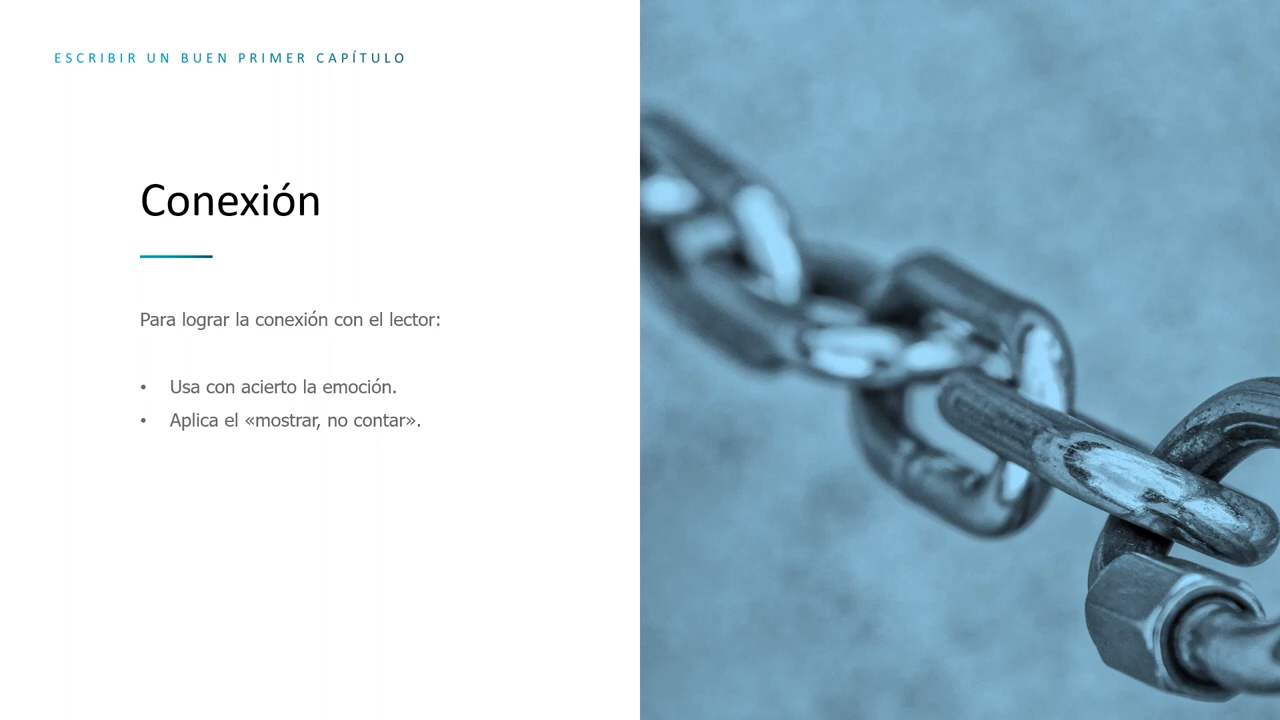 ESCRIBIR UN BUEN PRIMER CAPÍTULO
Conexión
Para lograr la conexión con el lector:
• Usa con acierto la emoción.
• Aplica el «mostrar, no contar».